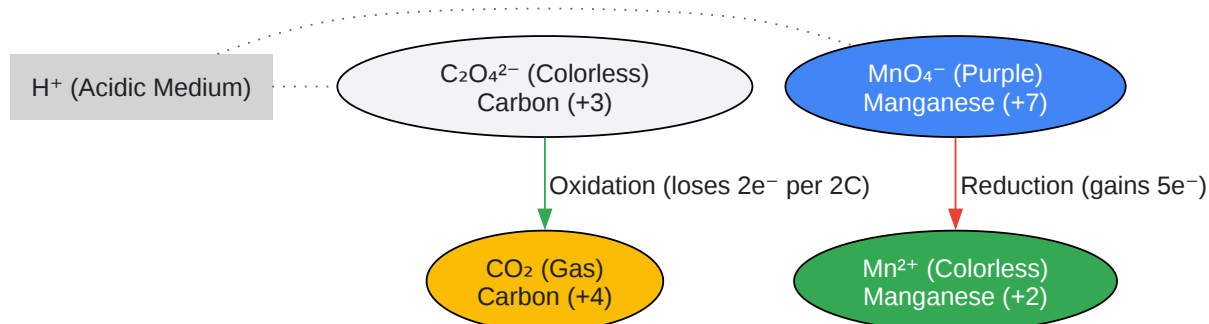 H⁺ (Acidic Medium)
C₂O₄²⁻ (Colorless)
Carbon (+3)
MnO₄⁻ (Purple)
Manganese (+7)
Oxidation (loses 2e⁻ per 2C)
Reduction (gains 5e⁻)
CO₂ (Gas)
Carbon (+4)
Mn²⁺ (Colorless)
Manganese (+2)